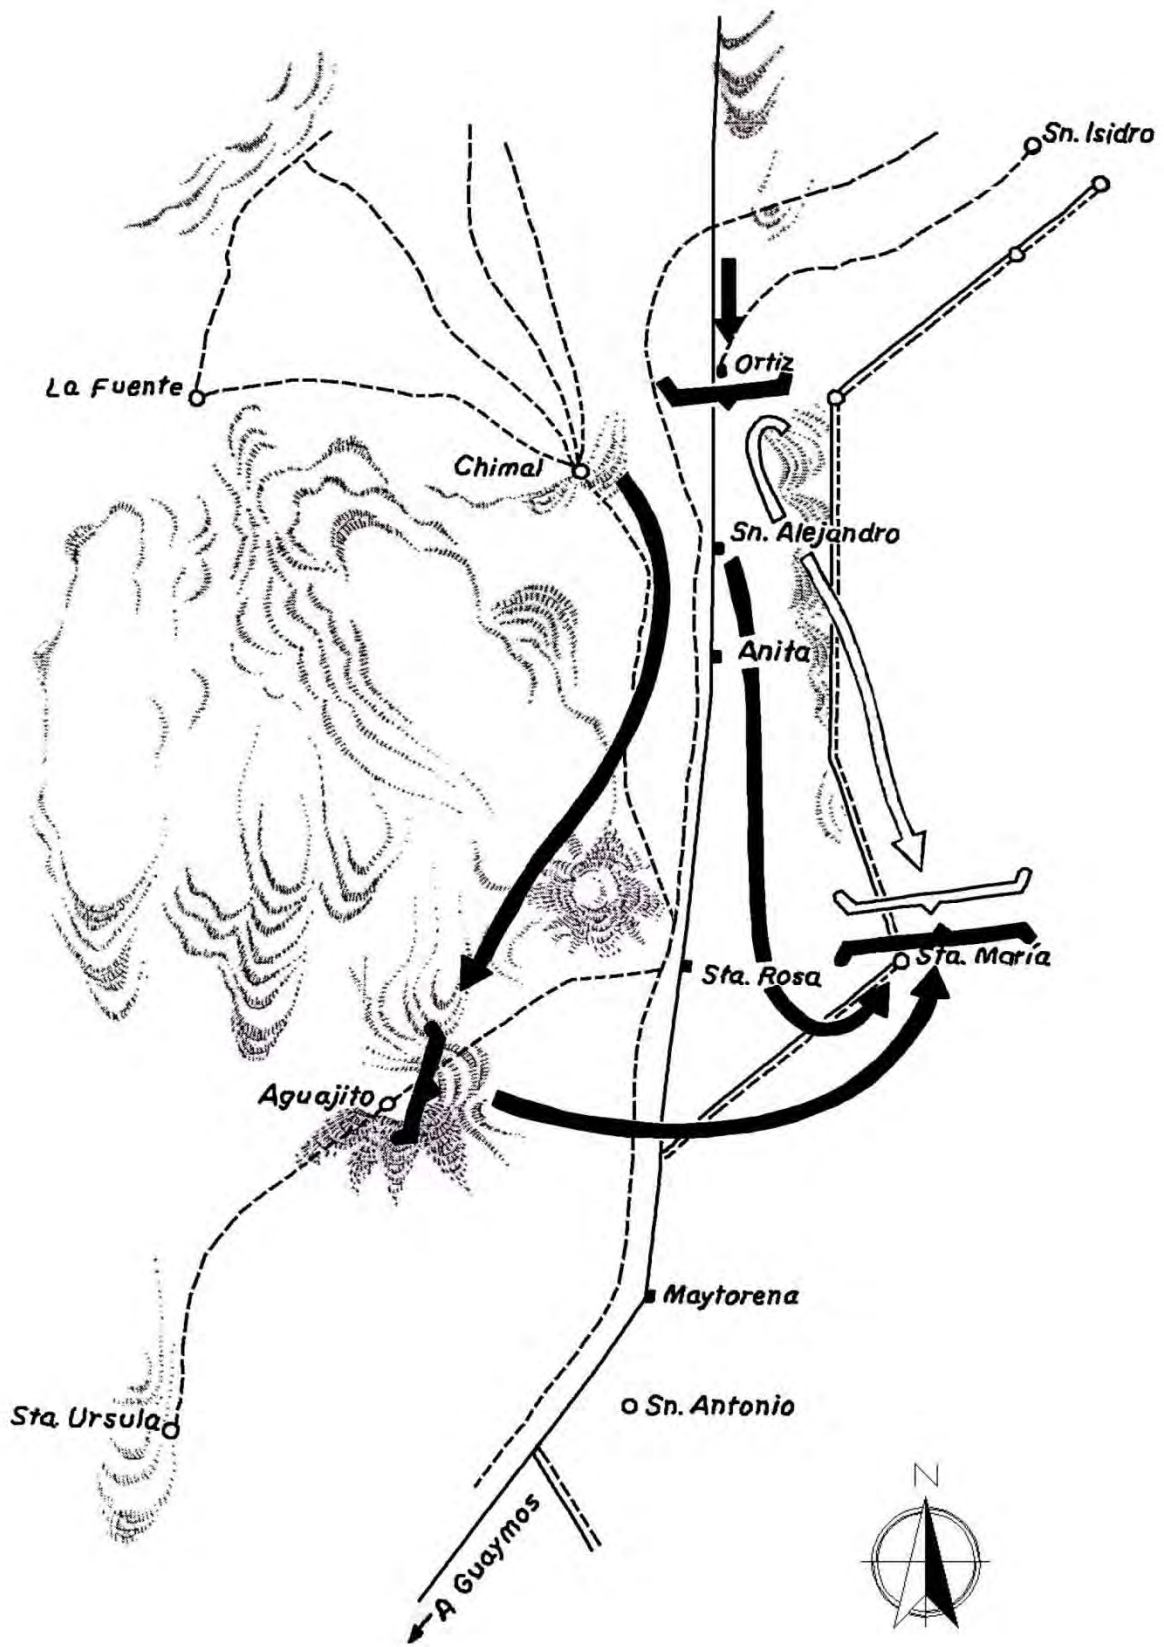 Sn. Isidro
Ortiz
La Fuente
Chimal
Sn. Alejandro
Anita
Sta. María
Sta. Rosa
Aguajito
Maytorena
Sta. Ursula
Sn. Antonio
N
A Guaymos